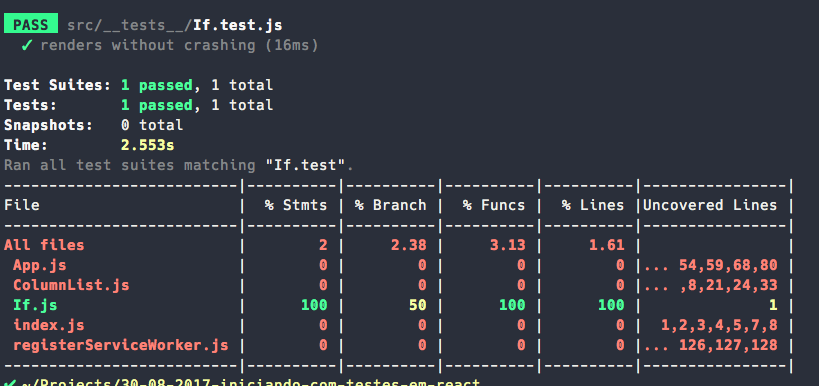 PASS src/__tests__/If.test.js
✓ renders without crashing (16ms)
Test Suites: 1 passed, 1 total
Tests: 1 passed, 1 total
Snapshots: 0 total
Time: 2.553s
Ran all test suites matching "If.test".
-------------------------|----------|----------|----------|----------|----------------|
File | % Stmts | % Branch | % Funcs | % Lines |Uncovered Lines |
-------------------------|----------|----------|----------|----------|----------------|
All files | 2 | 2.38 | 3.13 | 1.61 | |
App.js | 0 | 0 | 0 | 0 |... 54,59,68,80 |
ColumnList.js | 0 | 0 | 0 | 0 |... ,8,21,24,33 |
If.js | 100 | 50 | 100 | 100 | 1 |
index.js | 0 | 0 | 0 | 0 | 1,2,3,4,5,7,8 |
registerServiceWorker.js | 0 | 0 | 0 | 0 |... 126,127,128 |
-------------------------|----------|----------|----------|----------|----------------|
✓ ~/Projects/30-08-2017-iniciando-com-testes-em-react